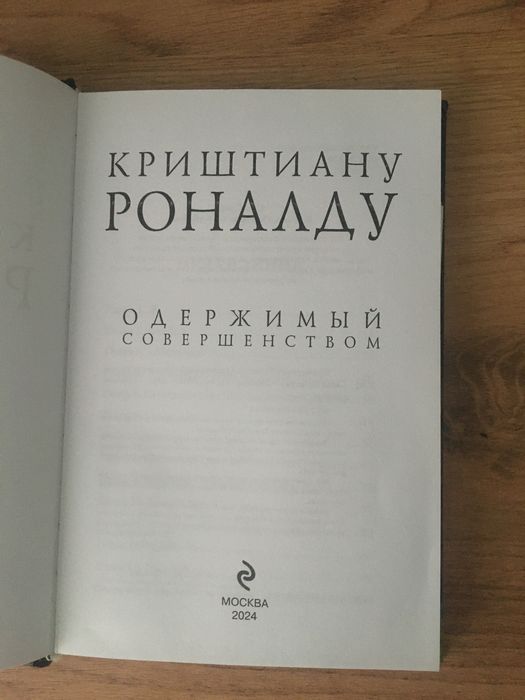 КРИШТИАНУ
РОНАЛДУ
ОДЕРЖИМЫЙ
СОВЕРШЕНСТВОМ
МОСКВА
2024